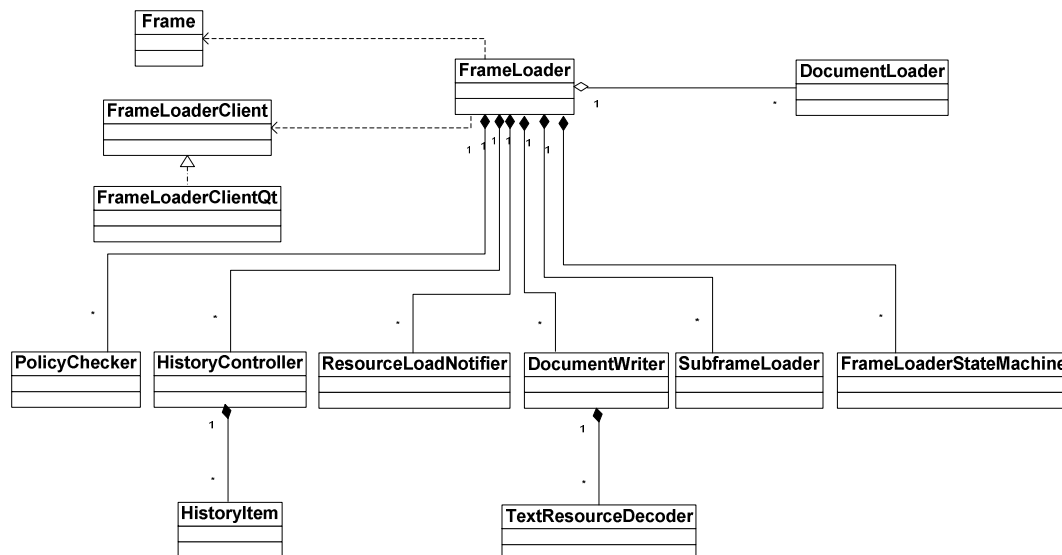 Frame
FrameLoader
DocumentLoader
1
*
FrameLoaderClient
1 1 1 1 1 1
FrameLoaderClientQt
* * * * * *
PolicyChecker
HistoryController
ResourceLoadNotifier
DocumentWriter
SubframeLoader
FrameLoaderStateMachine
1
1
*
*
HistoryItem
TextResourceDecoder